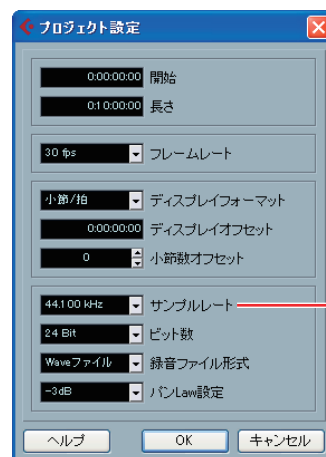 プロジェクト設定
0:00:00:00 開始
0:10:00:00 長さ
30 fps フレームレート
小節/拍 ディスプレイフォーマット
0:00:00:00 ディスプレイオフセット
0 小節数オフセット
44.100 kHz サンプルレート
24 Bit ビット数
Waveファイル 録音ファイル形式
-3dB パンLaw設定
ヘルプ OK キャンセル